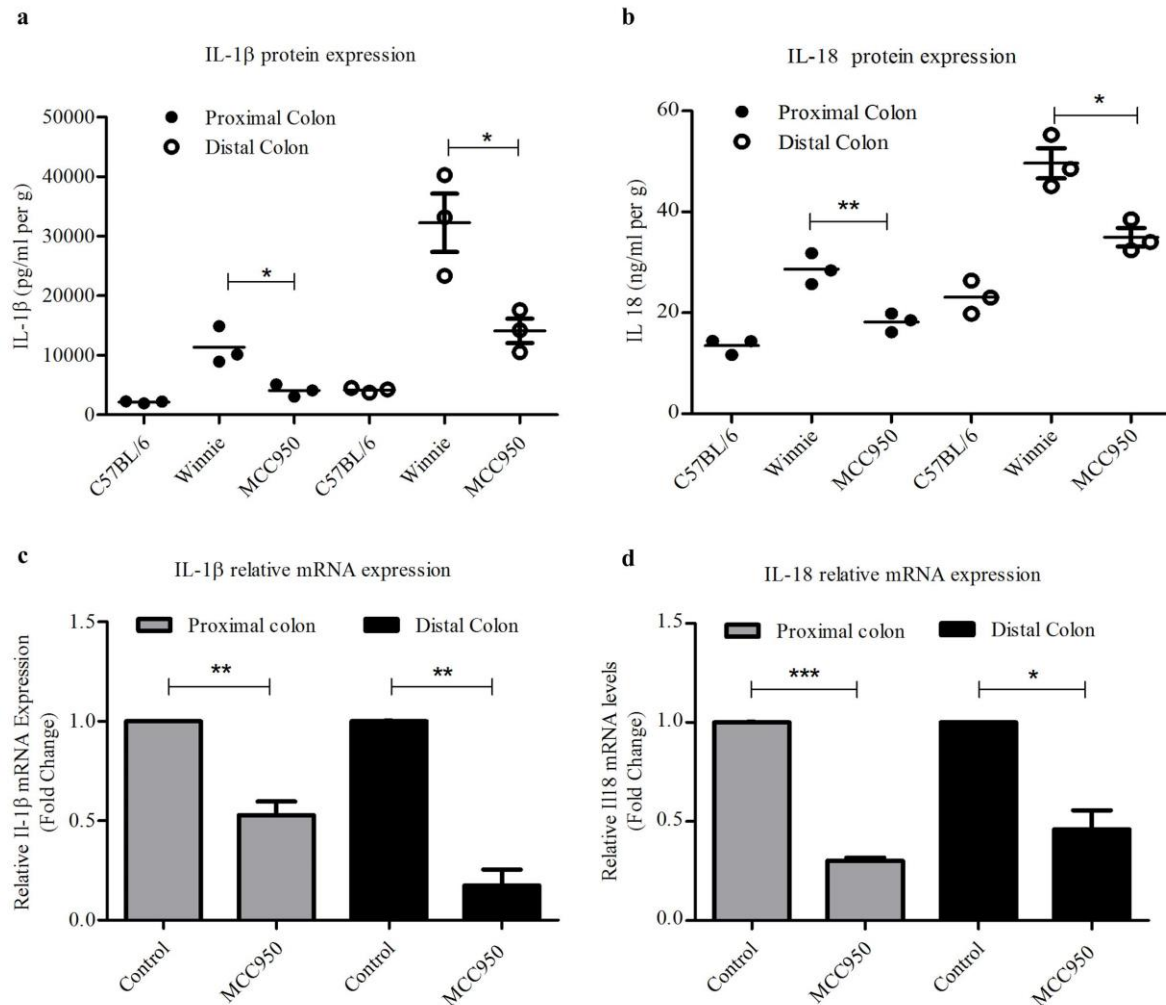 a
IL-1β protein expression
50000
40000
30000
20000
10000
0
IL-1β (pg/ml per g)
Proximal Colon
Distal Colon
*
*
C57BL/6
Winnie
MCC950
C57BL/6
Winnie
MCC950
b
IL-18 protein expression
60
40
20
0
IL 18 (ng/ml per g)
Proximal Colon
Distal Colon
**
*
C57BL/6
Winnie
MCC950
C57BL/6
Winnie
MCC950
c
IL-1β relative mRNA expression
1.5
1.0
0.5
0.0
Relative Il-1β mRNA Expression
(Fold Change)
Proximal colon
Distal Colon
**
**
Control
MCC950
Control
MCC950
d
IL-18 relative mRNA expression
1.5
1.0
0.5
0.0
Relative Il18 mRNA levels
(Fold Change)
Proximal colon
Distal Colon
***
*
Control
MCC950
Control
MCC950